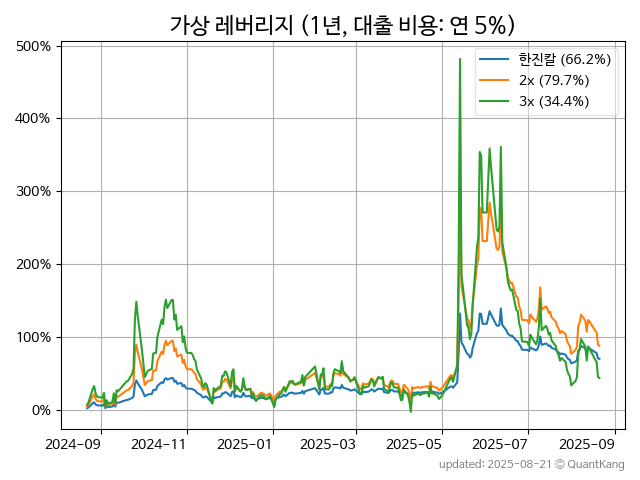 가상 레버리지 (1년, 대출 비용: 연 5%)
500%
400%
300%
200%
100%
0%
한진칼 (66.2%)
2x (79.7%)
3x (34.4%)
2024-09 2024-11 2025-01 2025-03 2025-05 2025-07 2025-09
updated: 2025-08-21 © QuantKang